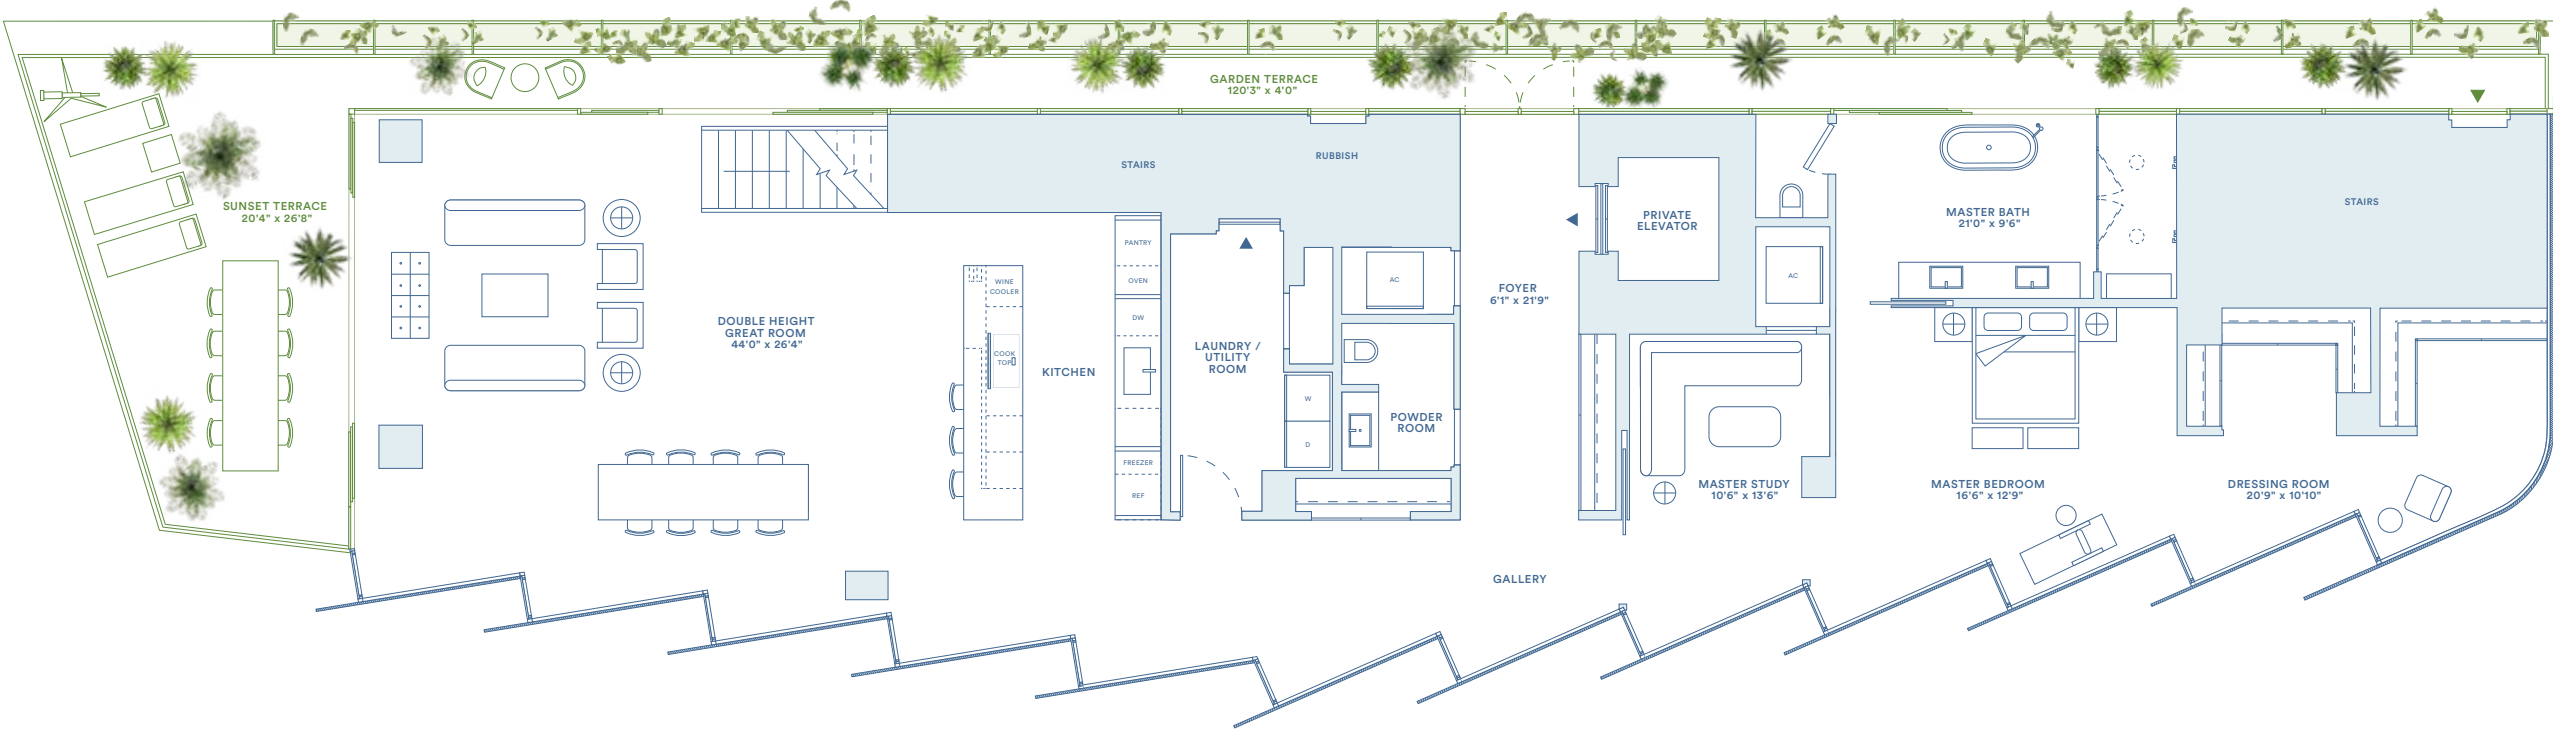 GARDEN TERRACE
120'3" x 4'0"
SUNSET TERRACE
20'4" x 26'8"
STAIRS
RUBBISH
PRIVATE
ELEVATOR
MASTER BATH
21'0" x 9'6"
STAIRS
PANTRY
OVEN
DW
FREEZER
REF
WINE
COOLER
COOK
TOP
KITCHEN
DOUBLE HEIGHT
GREAT ROOM
44'0" x 26'4"
LAUNDRY /
UTILITY
ROOM
AC
W
D
POWDER
ROOM
FOYER
6'1" x 21'9"
AC
MASTER STUDY
10'6" x 13'6"
MASTER BEDROOM
16'6" x 12'9"
DRESSING ROOM
20'9" x 10'10"
GALLERY